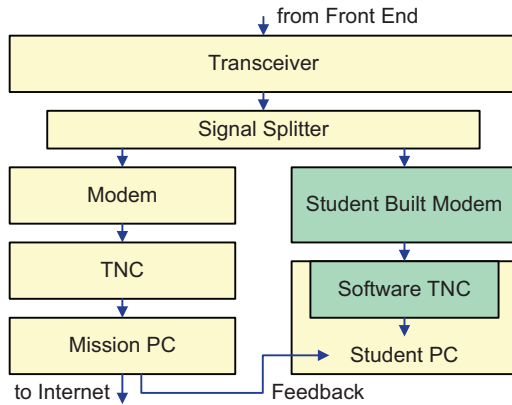 from Front End
Transceiver
Signal Splitter
Modem
Student Built Modem
TNC
Software TNC
Mission PC
Student PC
to Internet
Feedback